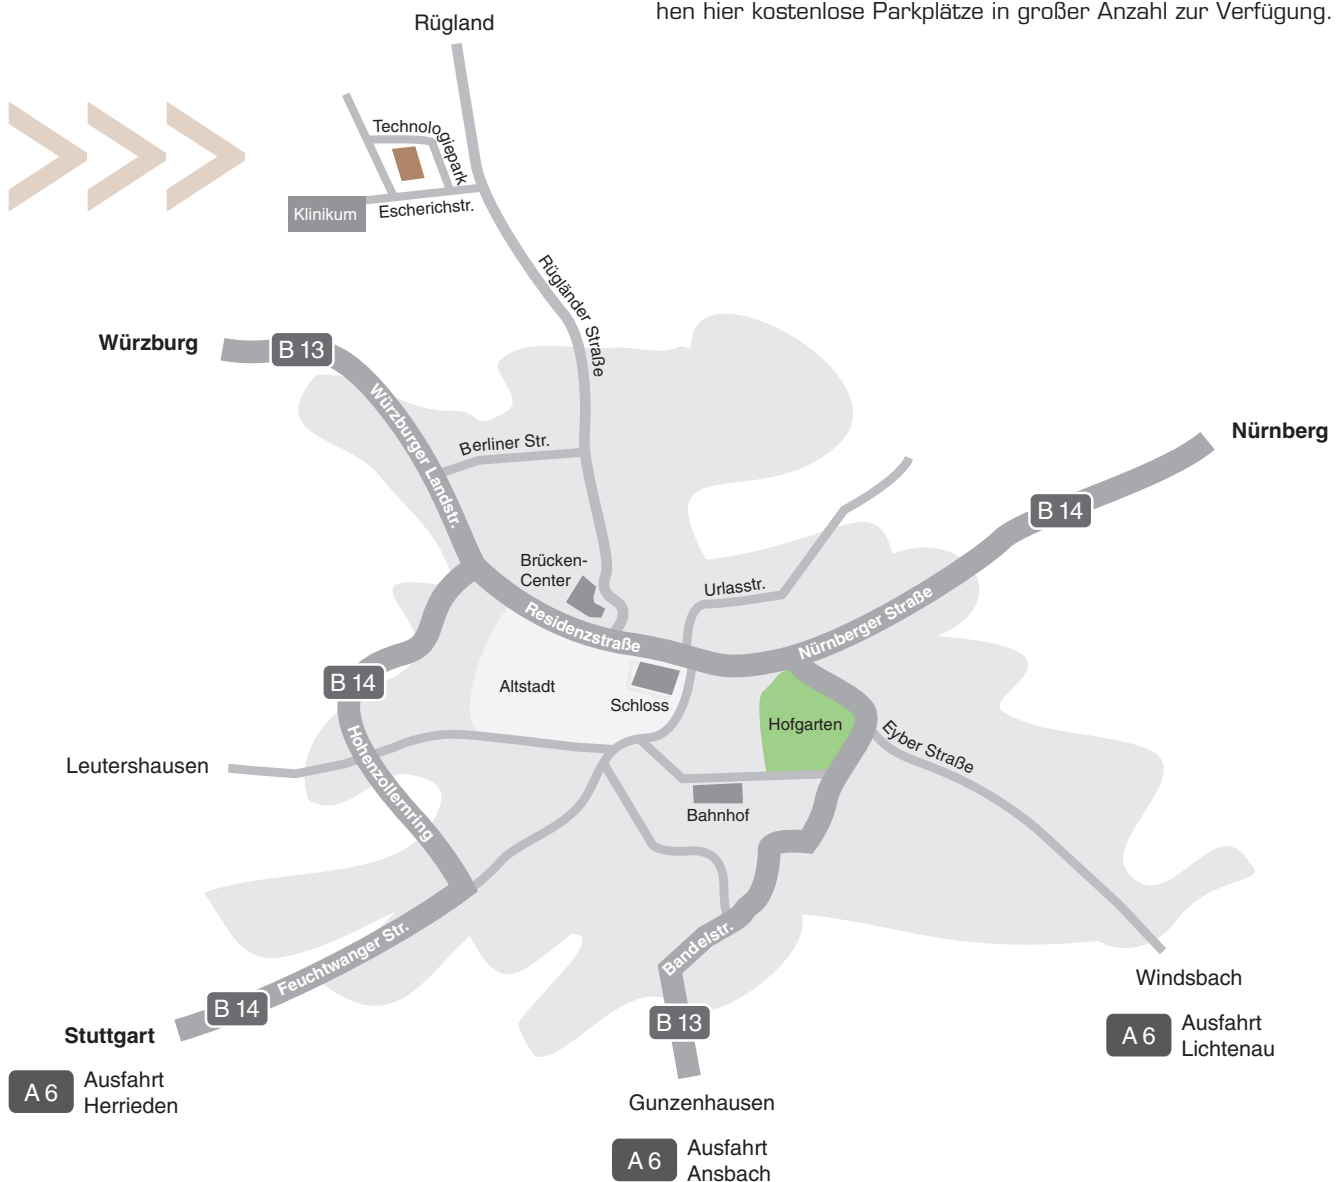 hen hier kostenlose Parkplätze in großer Anzahl zur Verfügung.
Rügland
Technologiepark
Klinikum
Escherichstr.
Rügländer Straße
Würzburg
B 13
Würzburger Landstr.
Berliner Str.
Nürnberg
B 14
Brücken-
Center
Urlasstr.
Residenzstraße
Nürnberger Straße
B 14
Altstadt
Schloss
Hofgarten
Eyber Straße
Leutershausen
Hohenzollernring
Bahnhof
Feuchtwanger Str.
Bandelstr.
B 14
B 13
Stuttgart
A 6
Ausfahrt
Herrieden
Gunzenhausen
A 6
Ausfahrt
Ansbach
Windsbach
A 6
Ausfahrt
Lichtenau